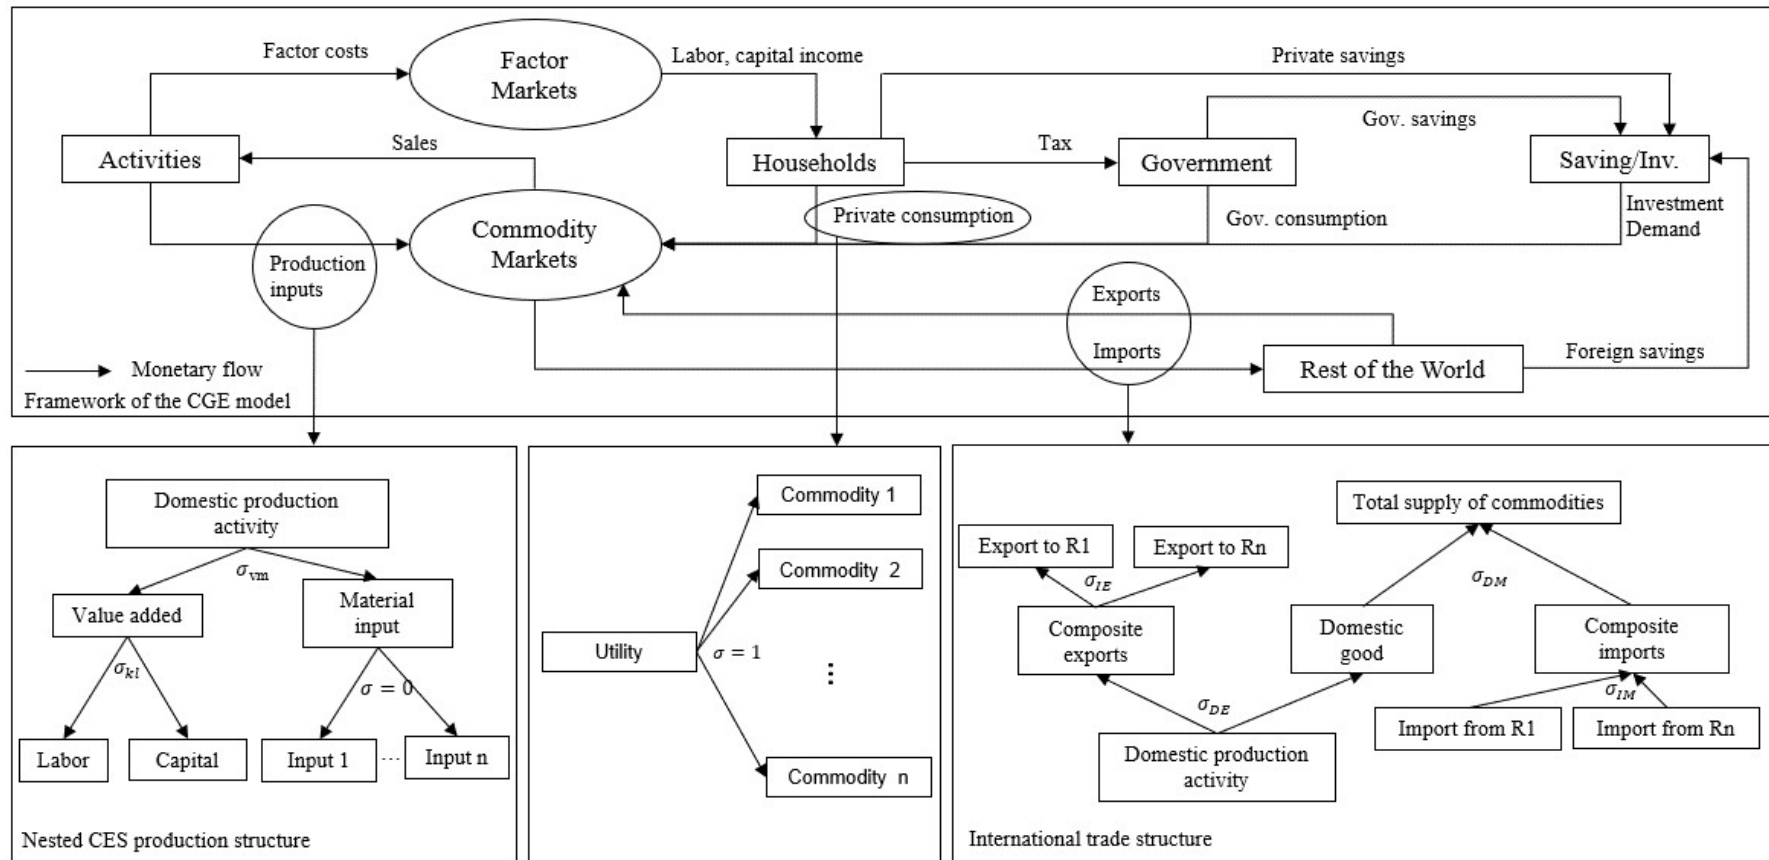 Factor costs
Factor
Markets
Labor, capital income
Private savings
Gov. savings
Activities
Sales
Households
Tax
Government
Saving/Inv.
Private consumption
Gov. consumption
Investment
Demand
Commodity
Markets
Production
inputs
Exports
Imports
Rest of the World
Foreign savings
Monetary flow
Framework of the CGE model
Domestic production
activity
σvm
Value added
Material
input
σkl
σ = 0
Labor
Capital
Input 1
...
Input n
Nested CES production structure
Commodity 1
Commodity 2
Utility
σ = 1
⋮
Commodity n
Total supply of commodities
Export to R1
Export to Rn
σIE
σDM
Composite
exports
Domestic
good
Composite
imports
σDE
σIM
Import from R1
Import from Rn
Domestic production
activity
International trade structure